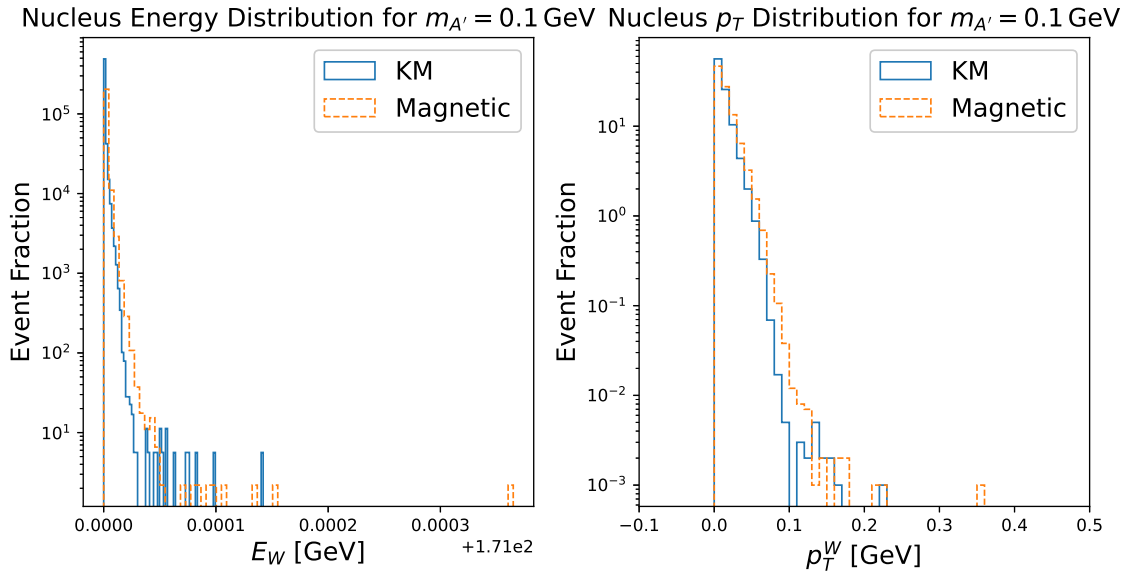 Nucleus Energy Distribution for m_{A′} = 0.1 GeV
Event Fraction
10^5
10^4
10^3
10^2
10^1
KM
Magnetic
0.0000
0.0001
0.0002
0.0003
+1.71e2
E_W [GeV]
Nucleus p_T Distribution for m_{A′} = 0.1 GeV
Event Fraction
10^1
10^0
10^{−1}
10^{−2}
10^{−3}
KM
Magnetic
−0.1
0.0
0.1
0.2
0.3
0.4
0.5
p_T^W [GeV]